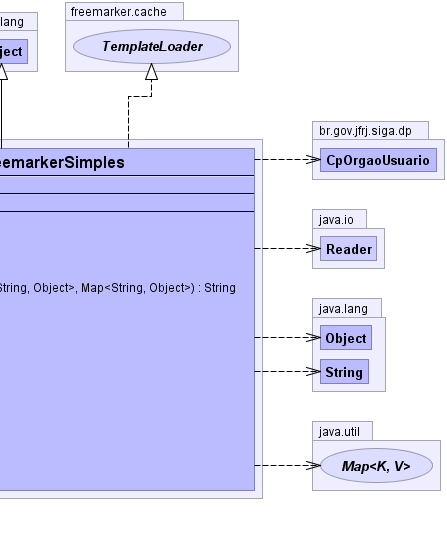 lang
ject
freemarker.cache
TemplateLoader
eemarkerSimples
String, Object>, Map<String, Object>) : String
br.gov.jfrj.siga.dp
CpOrgaoUsuario
java.io
Reader
java.lang
Object
String
java.util
Map<K, V>